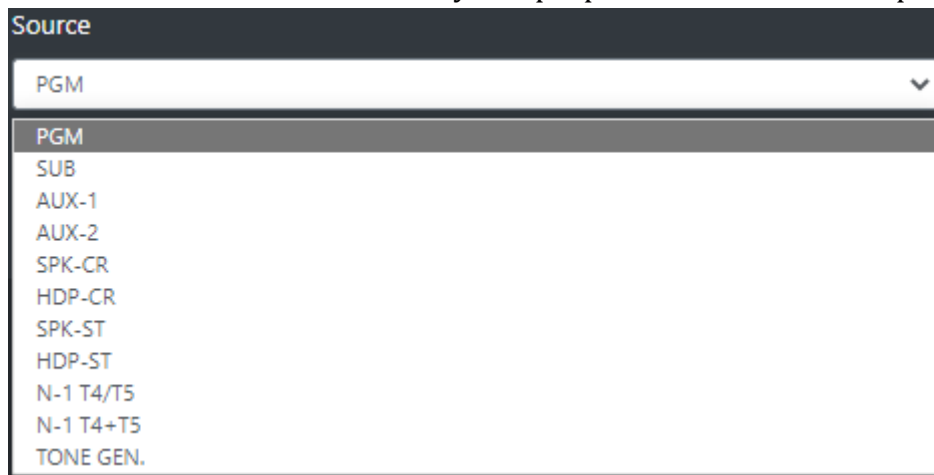 Source
PGM
PGM
SUB
AUX-1
AUX-2
SPK-CR
HDP-CR
SPK-ST
HDP-ST
N-1 T4/T5
N-1 T4+T5
TONE GEN.